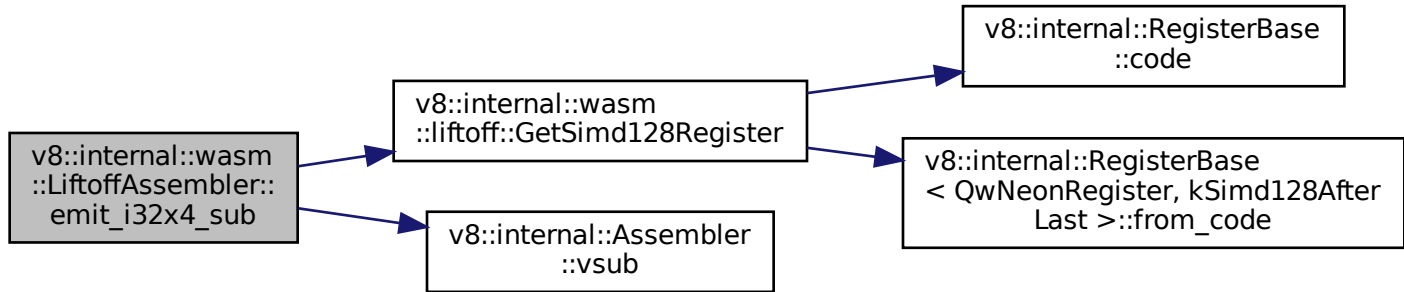 v8::internal::wasm
::LiftoffAssembler::
emit_i32x4_sub
v8::internal::wasm
::liftoff::GetSimd128Register
v8::internal::Assembler
::vsub
v8::internal::RegisterBase
::code
v8::internal::RegisterBase
< QwNeonRegister, kSimd128After
Last >::from_code